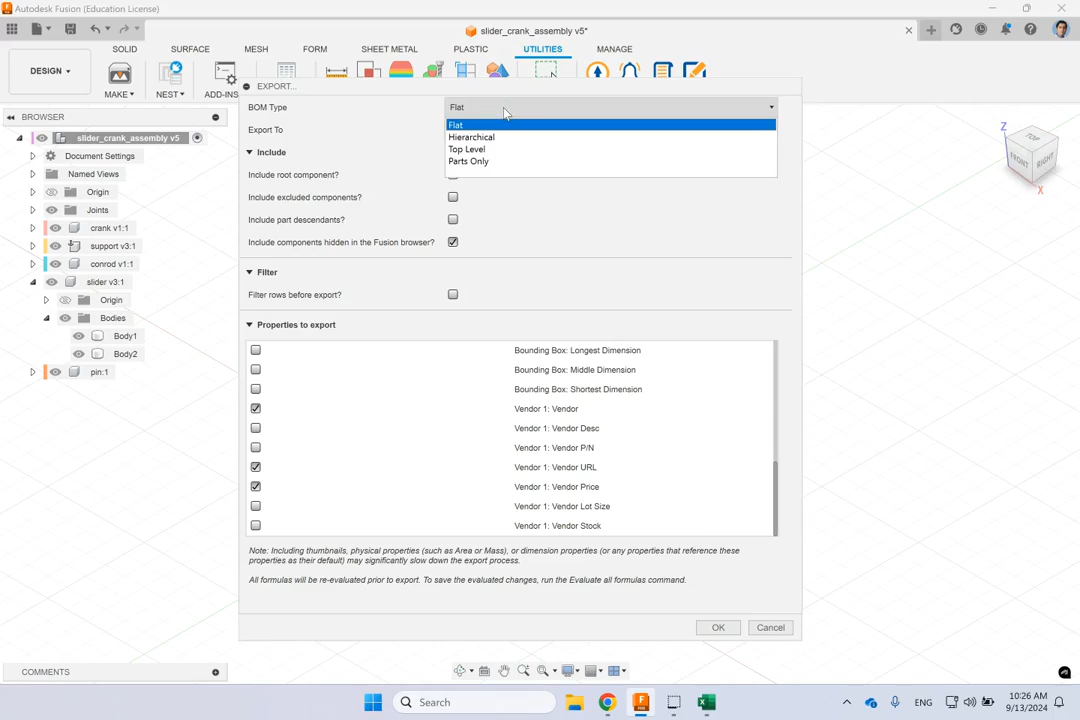 Autodesk Fusion (Education License)
slider_crank_assembly v5*
SOLID SURFACE MESH FORM SHEET METAL PLASTIC UTILITIES MANAGE
DESIGN
MAKE NEST ADD-INS
EXPORT...
BROWSER
slider_crank_assembly v5
Document Settings
Named Views
Origin
Joints
crank v1:1
support v3:1
conrod v1:1
slider v3:1
Origin
Bodies
Body1
Body2
pin:1
BOM Type Flat
Export To
Flat
Hierarchical
Top Level
Parts Only
Include
Include root component?
Include excluded components?
Include part descendants?
Include components hidden in the Fusion browser?
Filter
Filter rows before export?
Properties to export
Bounding Box: Longest Dimension
Bounding Box: Middle Dimension
Bounding Box: Shortest Dimension
Vendor 1: Vendor
Vendor 1: Vendor Desc
Vendor 1: Vendor P/N
Vendor 1: Vendor URL
Vendor 1: Vendor Price
Vendor 1: Vendor Lot Size
Vendor 1: Vendor Stock
Note: Including thumbnails, physical properties (such as Area or Mass), or dimension properties (or any properties that reference these
properties as their default) may significantly slow down the export process.
All formulas will be re-evaluated prior to export. To save the evaluated changes, run the Evaluate all formulas command.
OK Cancel
Z
TOP
FRONT RIGHT
X
COMMENTS
Search
ENG
10:26 AM
9/13/2024